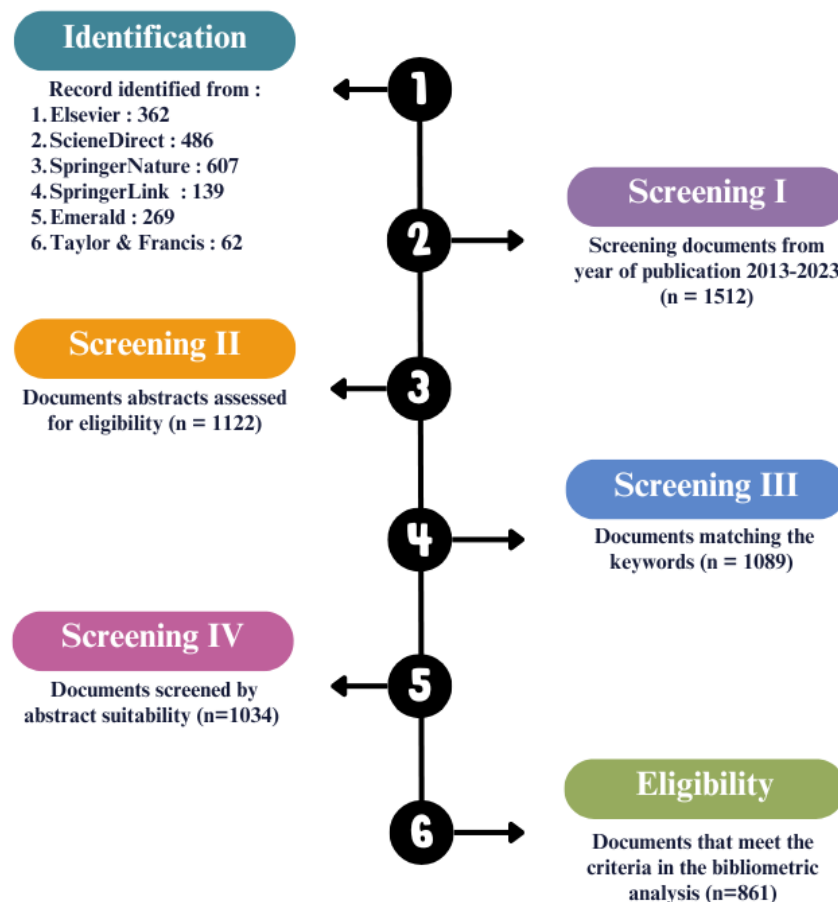 Identification
Record identified from :
1. Elsevier : 362
2. ScieneDirect : 486
3. SpringerNature : 607
4. SpringerLink : 139
5. Emerald : 269
6. Taylor & Francis : 62
1
2
Screening I
Screening documents from
year of publication 2013-2023
(n = 1512)
Screening II
Documents abstracts assessed
for eligibility (n = 1122)
3
4
Screening III
Documents matching the
keywords (n = 1089)
Screening IV
Documents screened by
abstract suitability (n=1034)
5
6
Eligibility
Documents that meet the
criteria in the bibliometric
analysis (n=861)